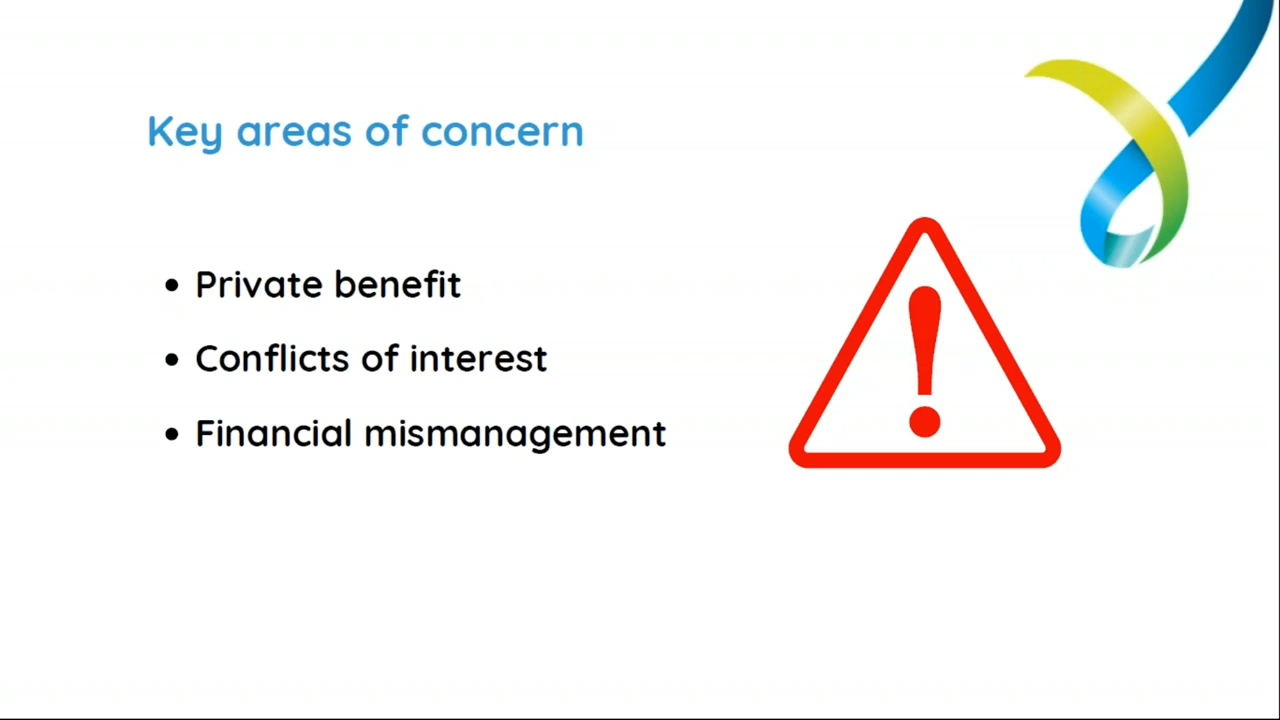 Key areas of concern
• Private benefit
• Conflicts of interest
• Financial mismanagement